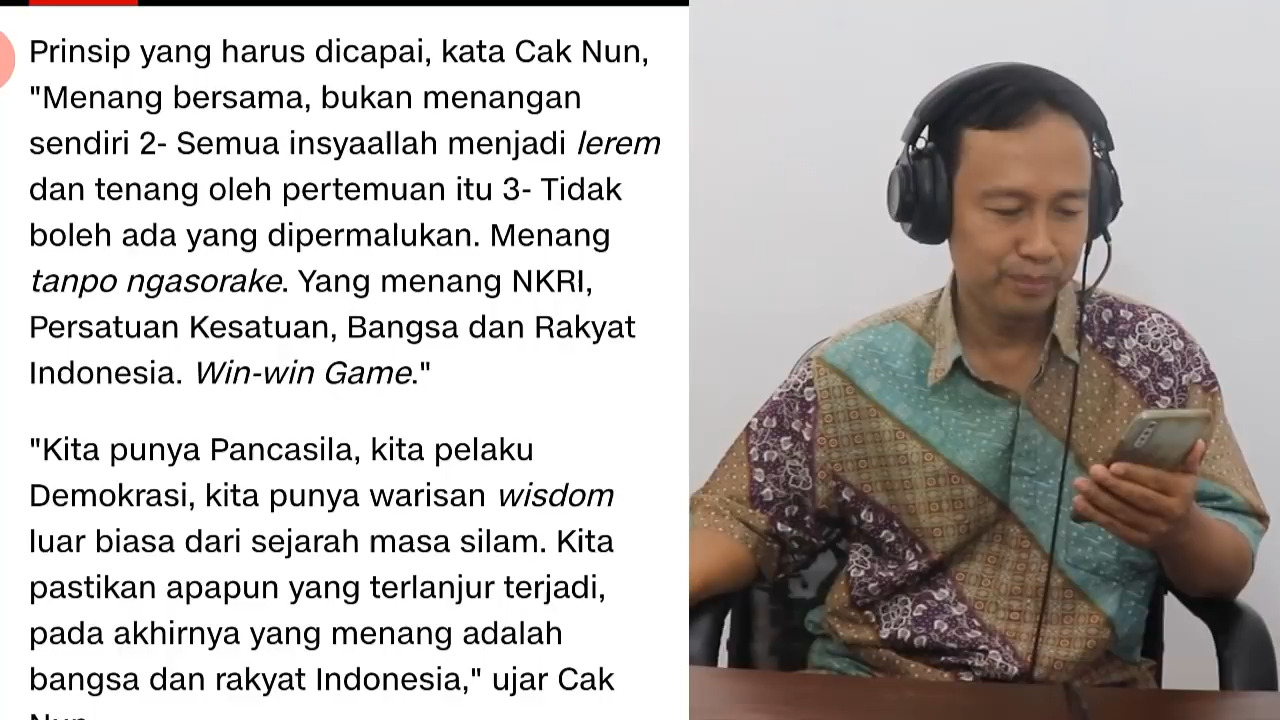 Prinsip yang harus dicapai, kata Cak Nun,
"Menang bersama, bukan menangan
sendiri 2- Semua insyaallah menjadi lerem
dan tenang oleh pertemuan itu 3- Tidak
boleh ada yang dipermalukan. Menang
tanpo ngasorake. Yang menang NKRI,
Persatuan Kesatuan, Bangsa dan Rakyat
Indonesia. Win-win Game."
"Kita punya Pancasila, kita pelaku
Demokrasi, kita punya warisan wisdom
luar biasa dari sejarah masa silam. Kita
pastikan apapun yang terlanjur terjadi,
pada akhirnya yang menang adalah
bangsa dan rakyat Indonesia," ujar Cak